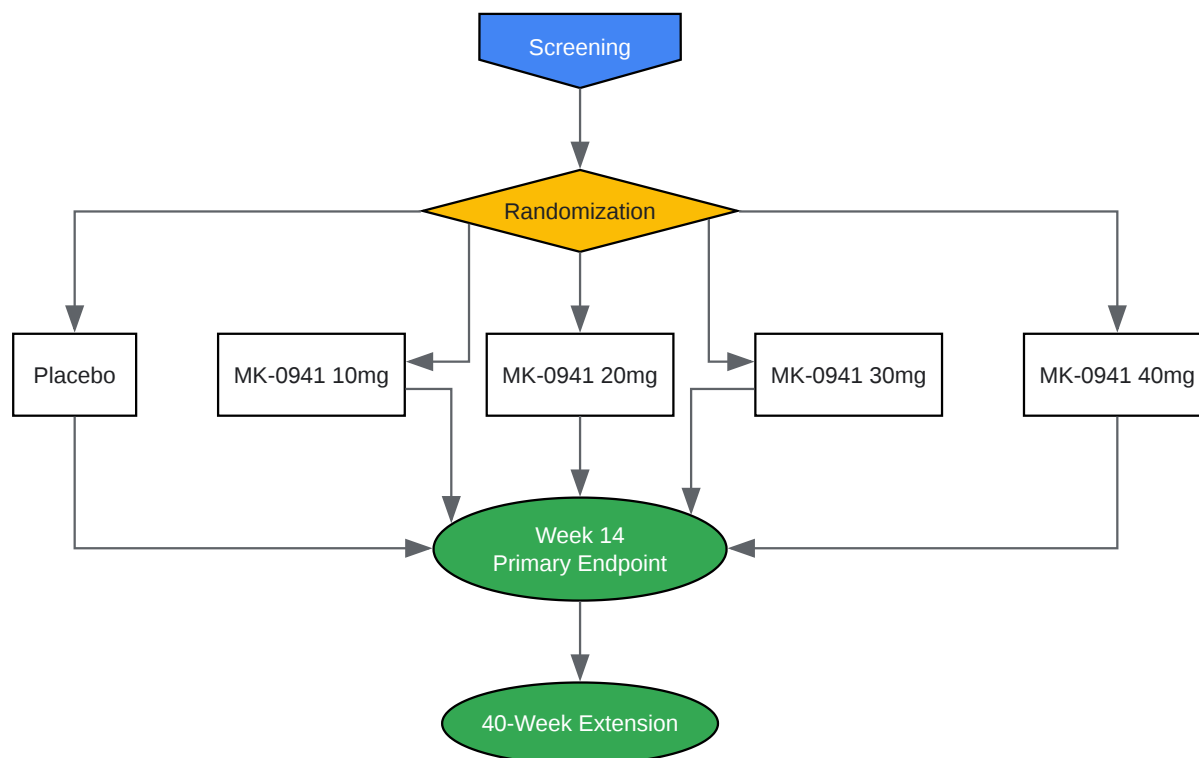 Screening
Randomization
Placebo
MK-0941 10mg
MK-0941 20mg
MK-0941 30mg
MK-0941 40mg
Week 14
Primary Endpoint
40-Week Extension